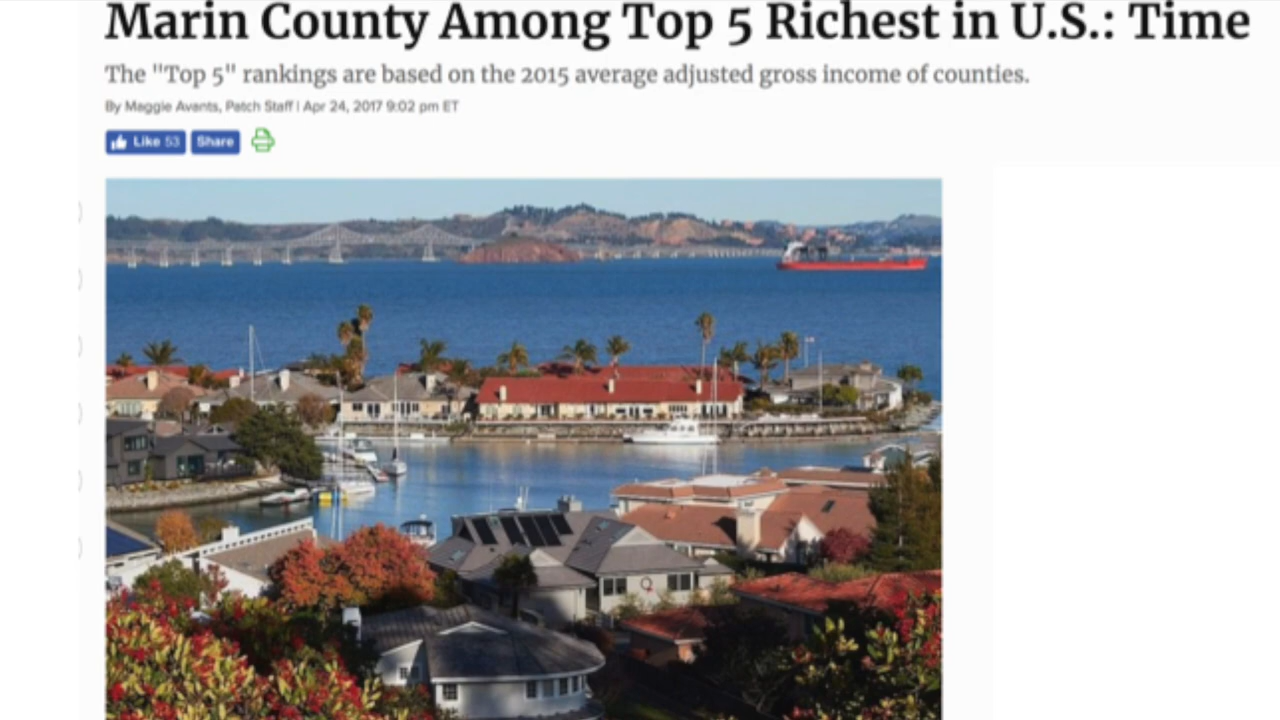 Marin County Among Top 5 Richest in U.S.: Time
The "Top 5" rankings are based on the 2015 average adjusted gross income of counties.
By Maggie Avants, Patch Staff | Apr 24, 2017 9:02 pm ET
Like 53 Share